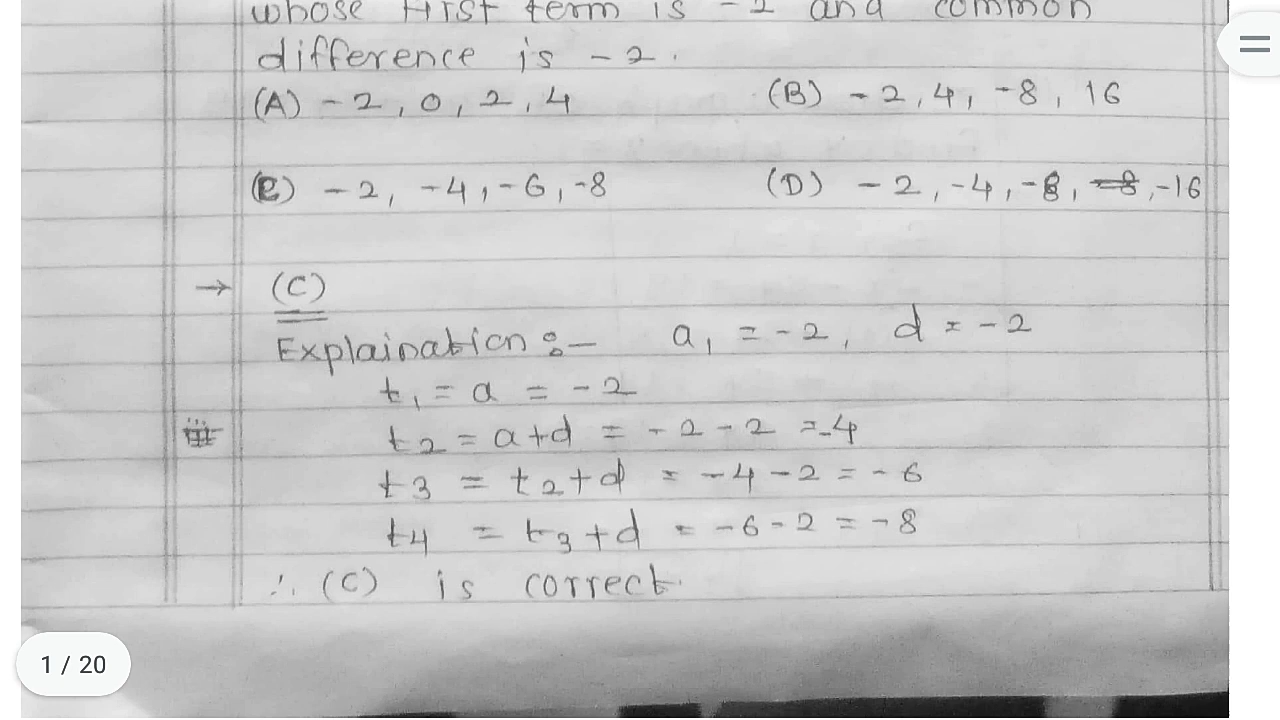 whose first term is -2 and common
difference is -2.
(A) -2, 0, 2, 4 (B) -2, 4, -8, 16
(C) -2, -4, -6, -8 (D) -2, -4, -8, -16
→ (C)
Explaination :- a₁ = -2, d = -2
t₁ = a = -2
t₂ = a+d = -2-2 = -4
t₃ = t₂+d = -4-2 = -6
t₄ = t₃+d = -6-2 = -8
∴ (C) is correct.
1 / 20